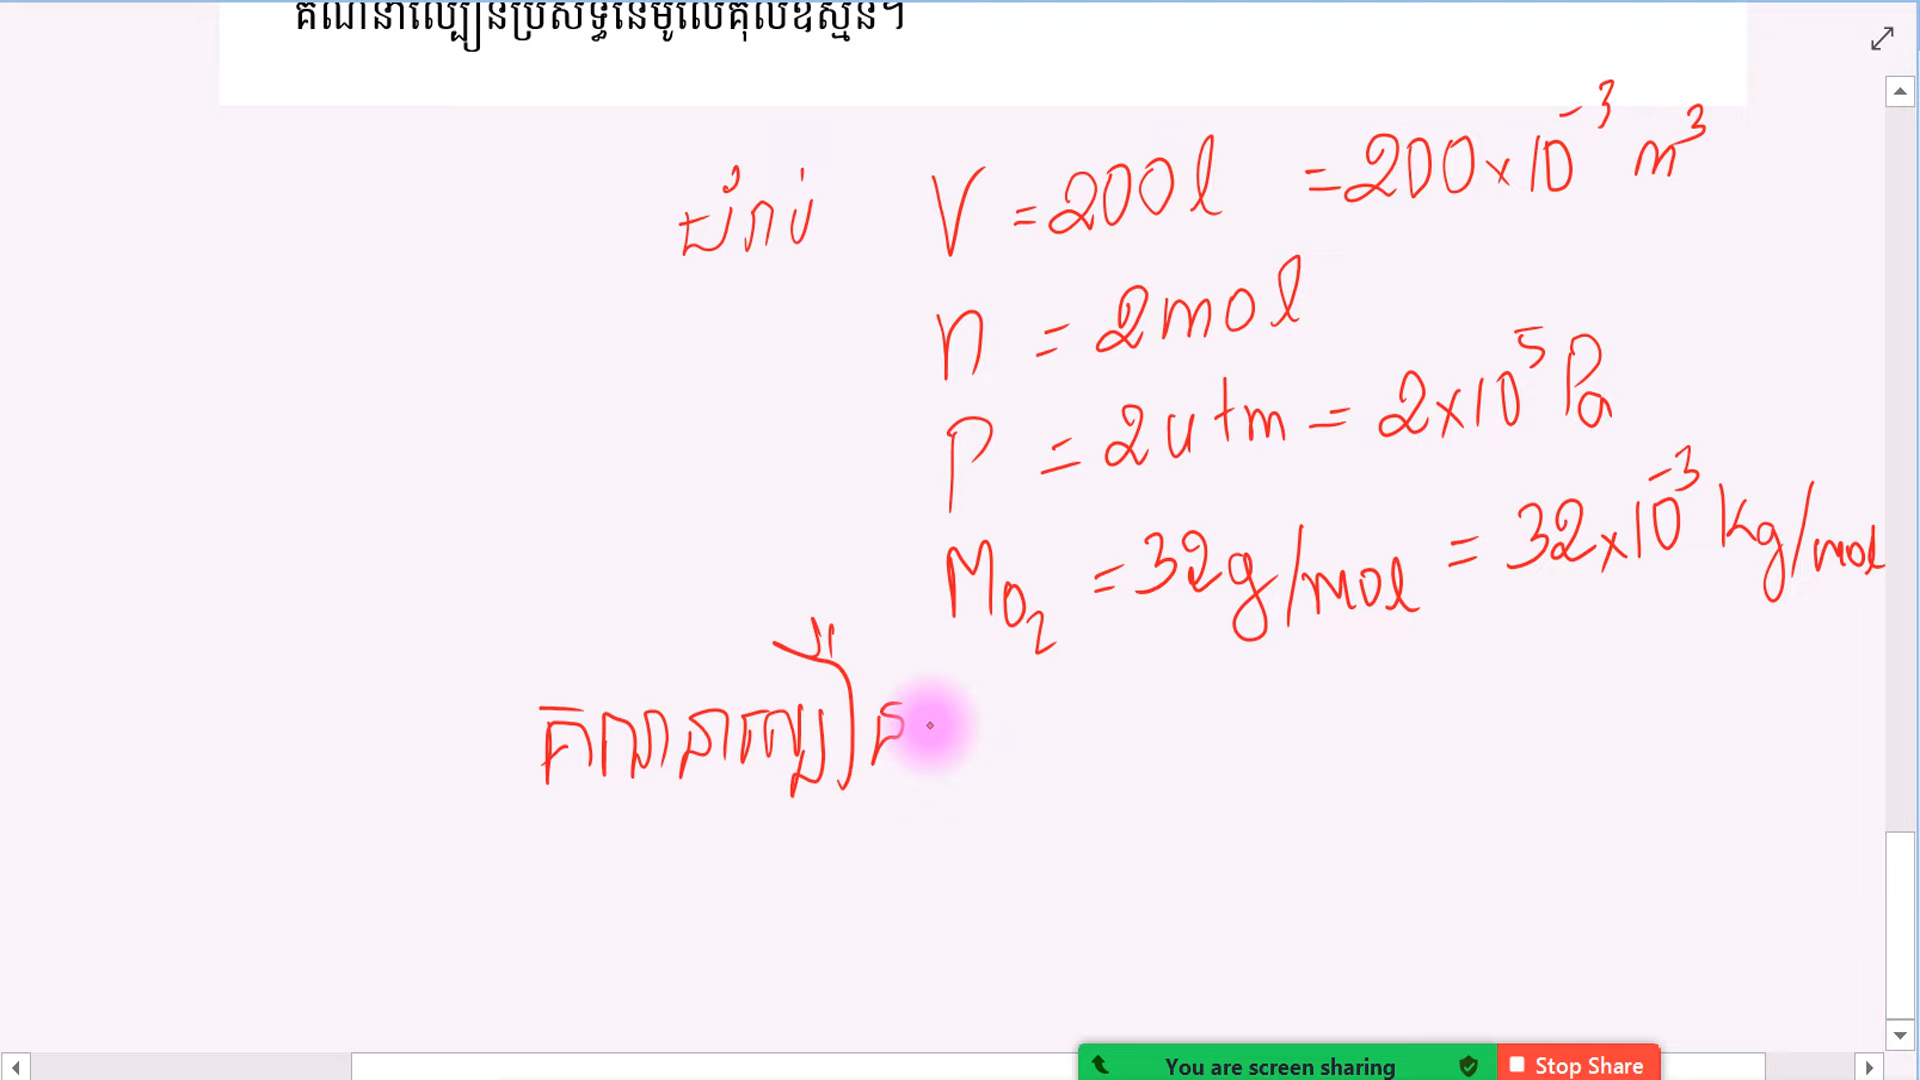 គណនាល្បឿនប្រសិទ្ធនៃម៉ូលេគុលឧស្ម័ន។
បំរាប់ V = 200l = 200×10⁻³ m³
n = 2mol
P = 2atm = 2×10⁵ Pa
M_O₂ = 32g/mol = 32×10⁻³ kg/mol
គណនាល្បឿន
You are screen sharing Stop Share